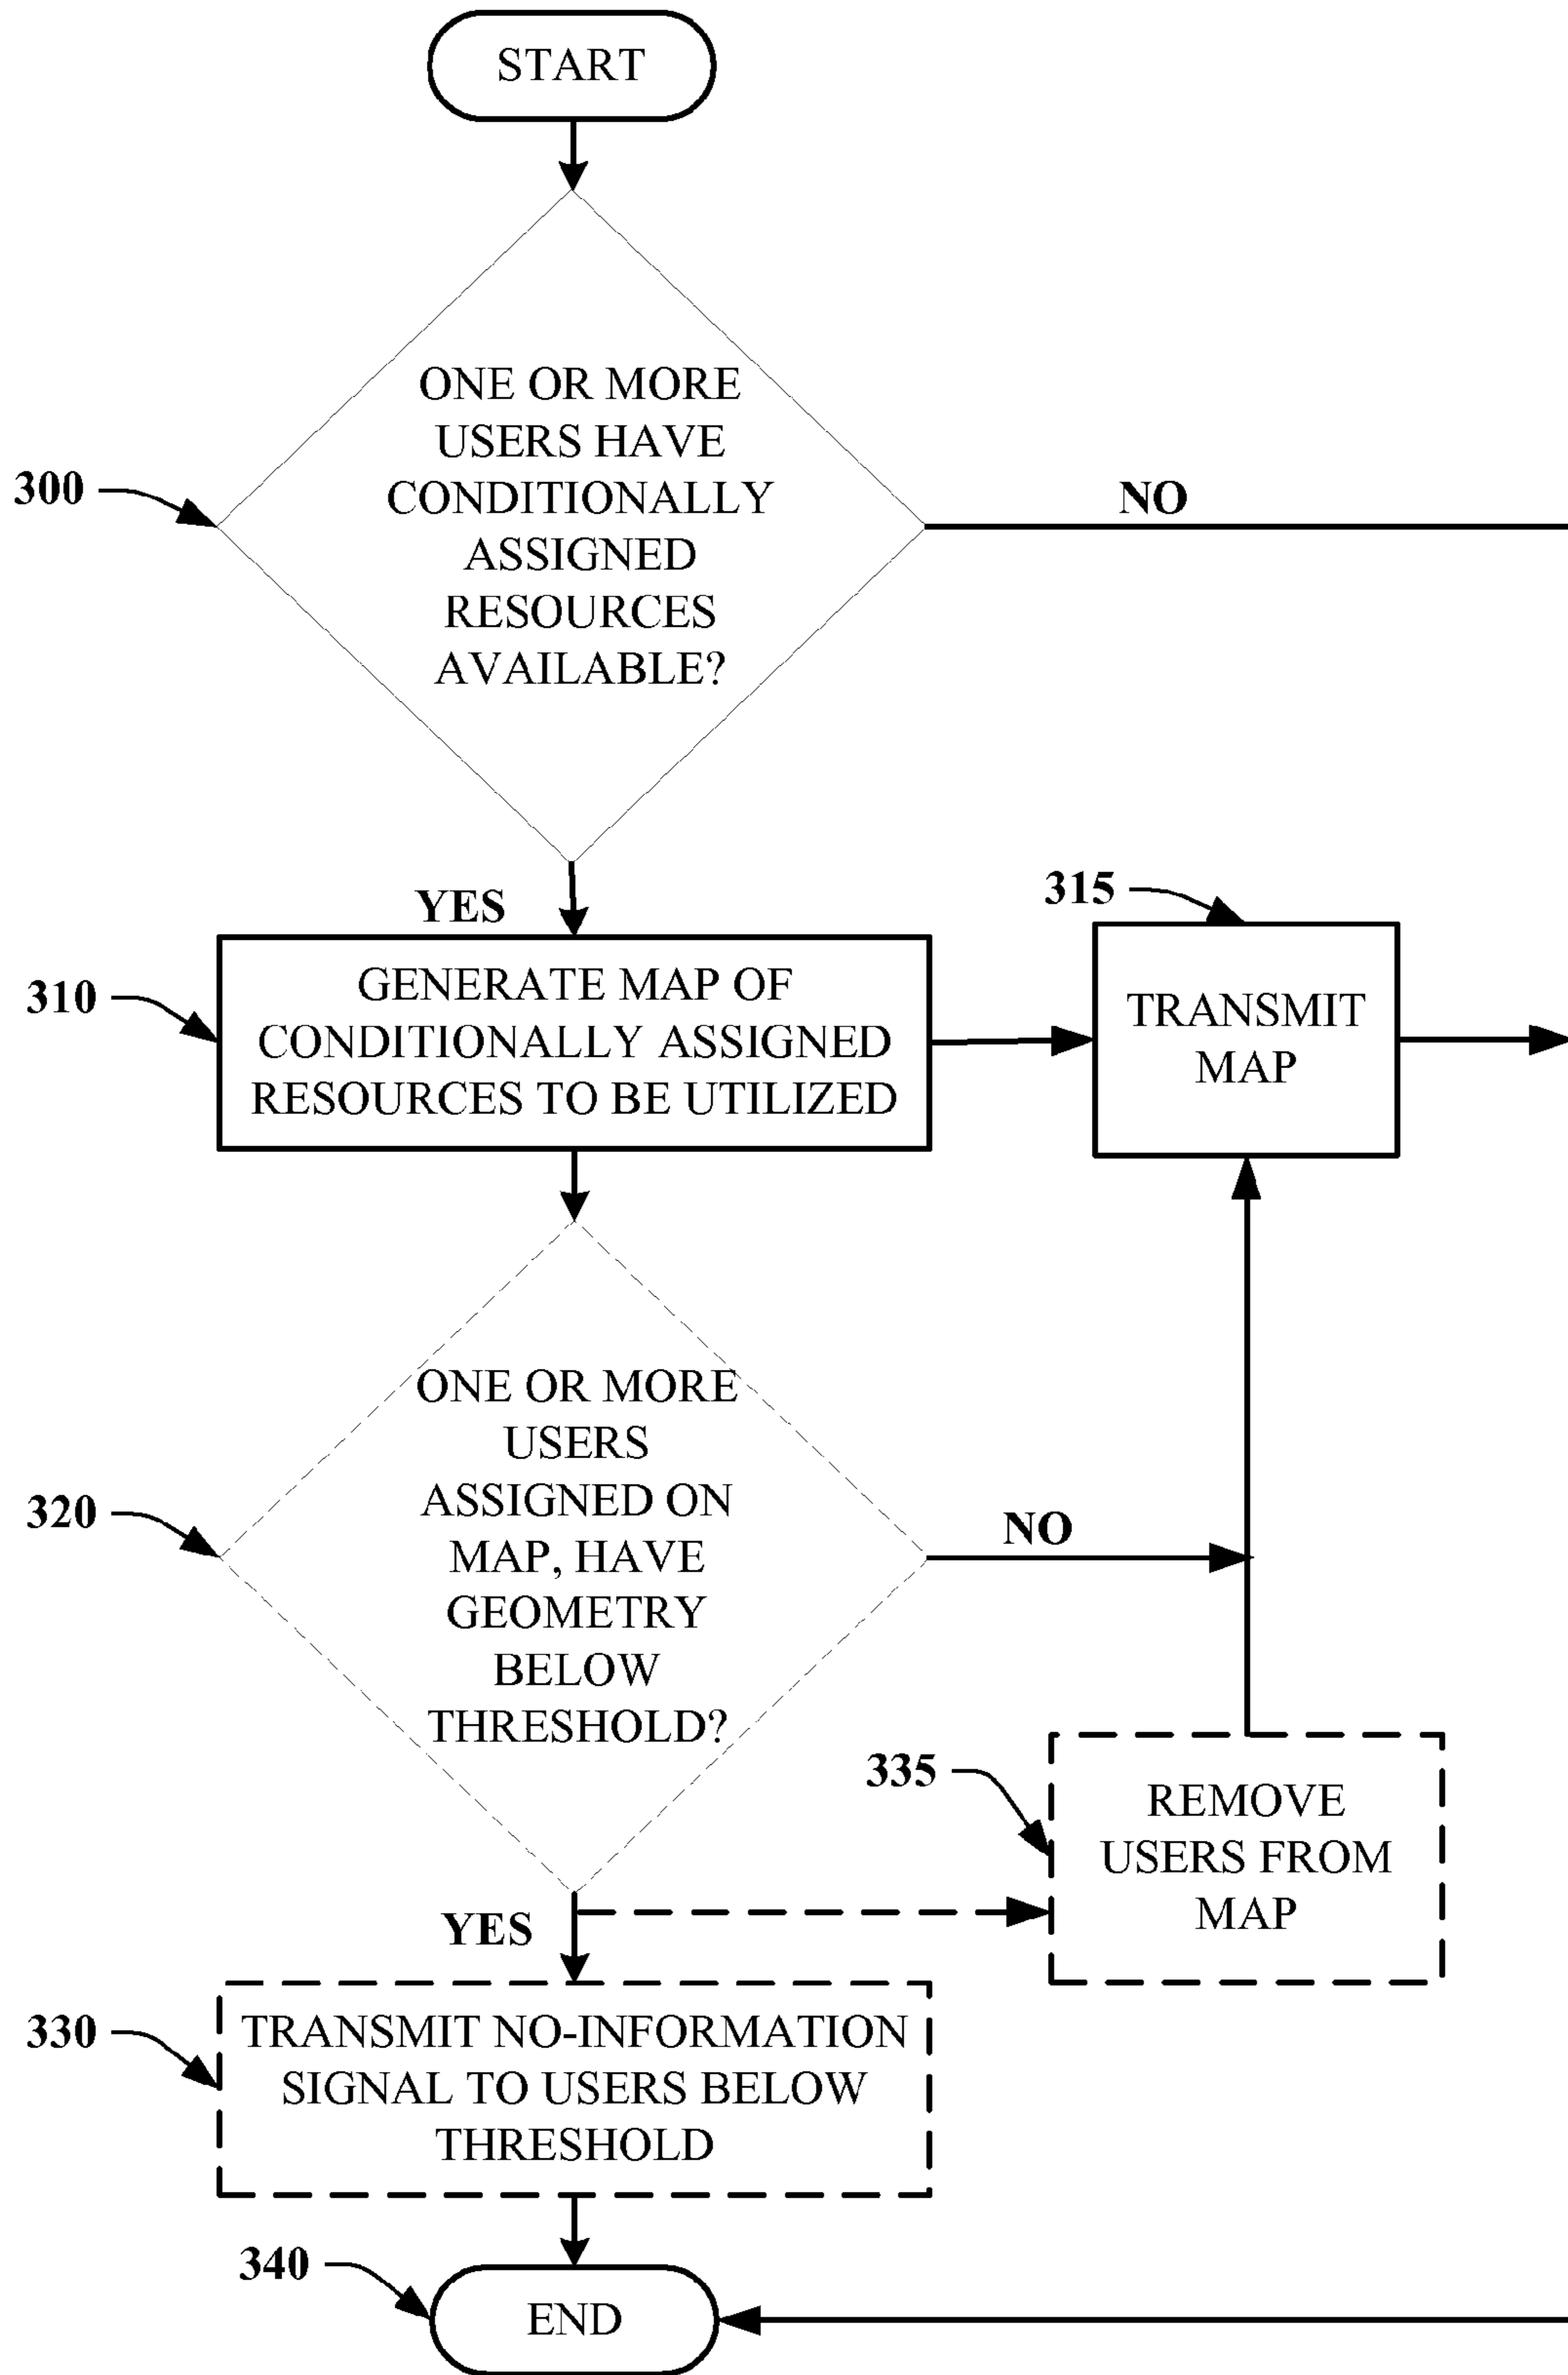 START
ONE OR MORE
USERS HAVE
CONDITIONALLY
ASSIGNED
RESOURCES
AVAILABLE?
300
NO
YES
315
310
GENERATE MAP OF
CONDITIONALLY ASSIGNED
RESOURCES TO BE UTILIZED
TRANSMIT
MAP
320
ONE OR MORE
USERS
ASSIGNED ON
MAP, HAVE
GEOMETRY
BELOW
THRESHOLD?
NO
335
REMOVE
USERS FROM
MAP
YES
330
TRANSMIT NO-INFORMATION
SIGNAL TO USERS BELOW
THRESHOLD
340
END